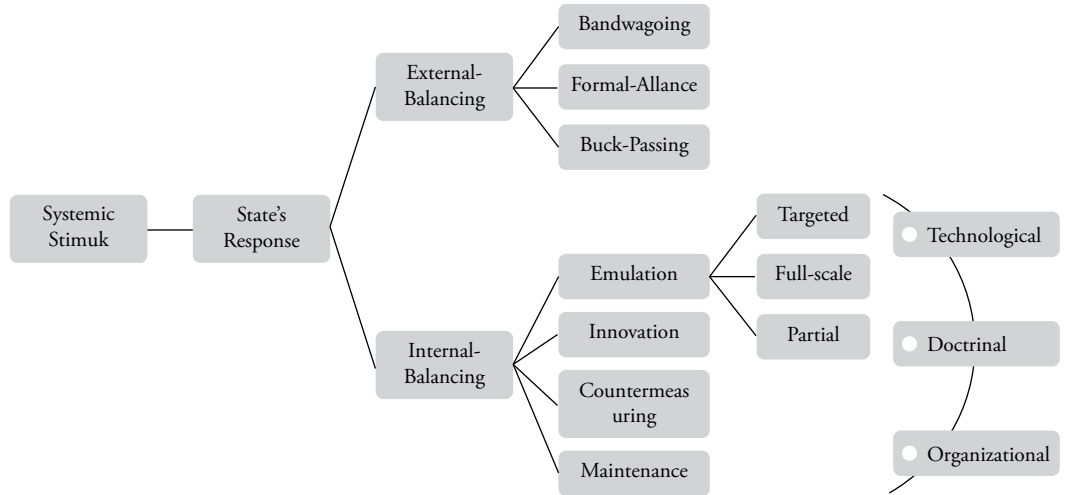 Systemic
Stimuk
State's
Response
External-
Balancing
Bandwagoing
Formal-Allance
Buck-Passing
Internal-
Balancing
Emulation
Innovation
Countermeas
uring
Maintenance
Targeted
Full-scale
Partial
Technological
Doctrinal
Organizational